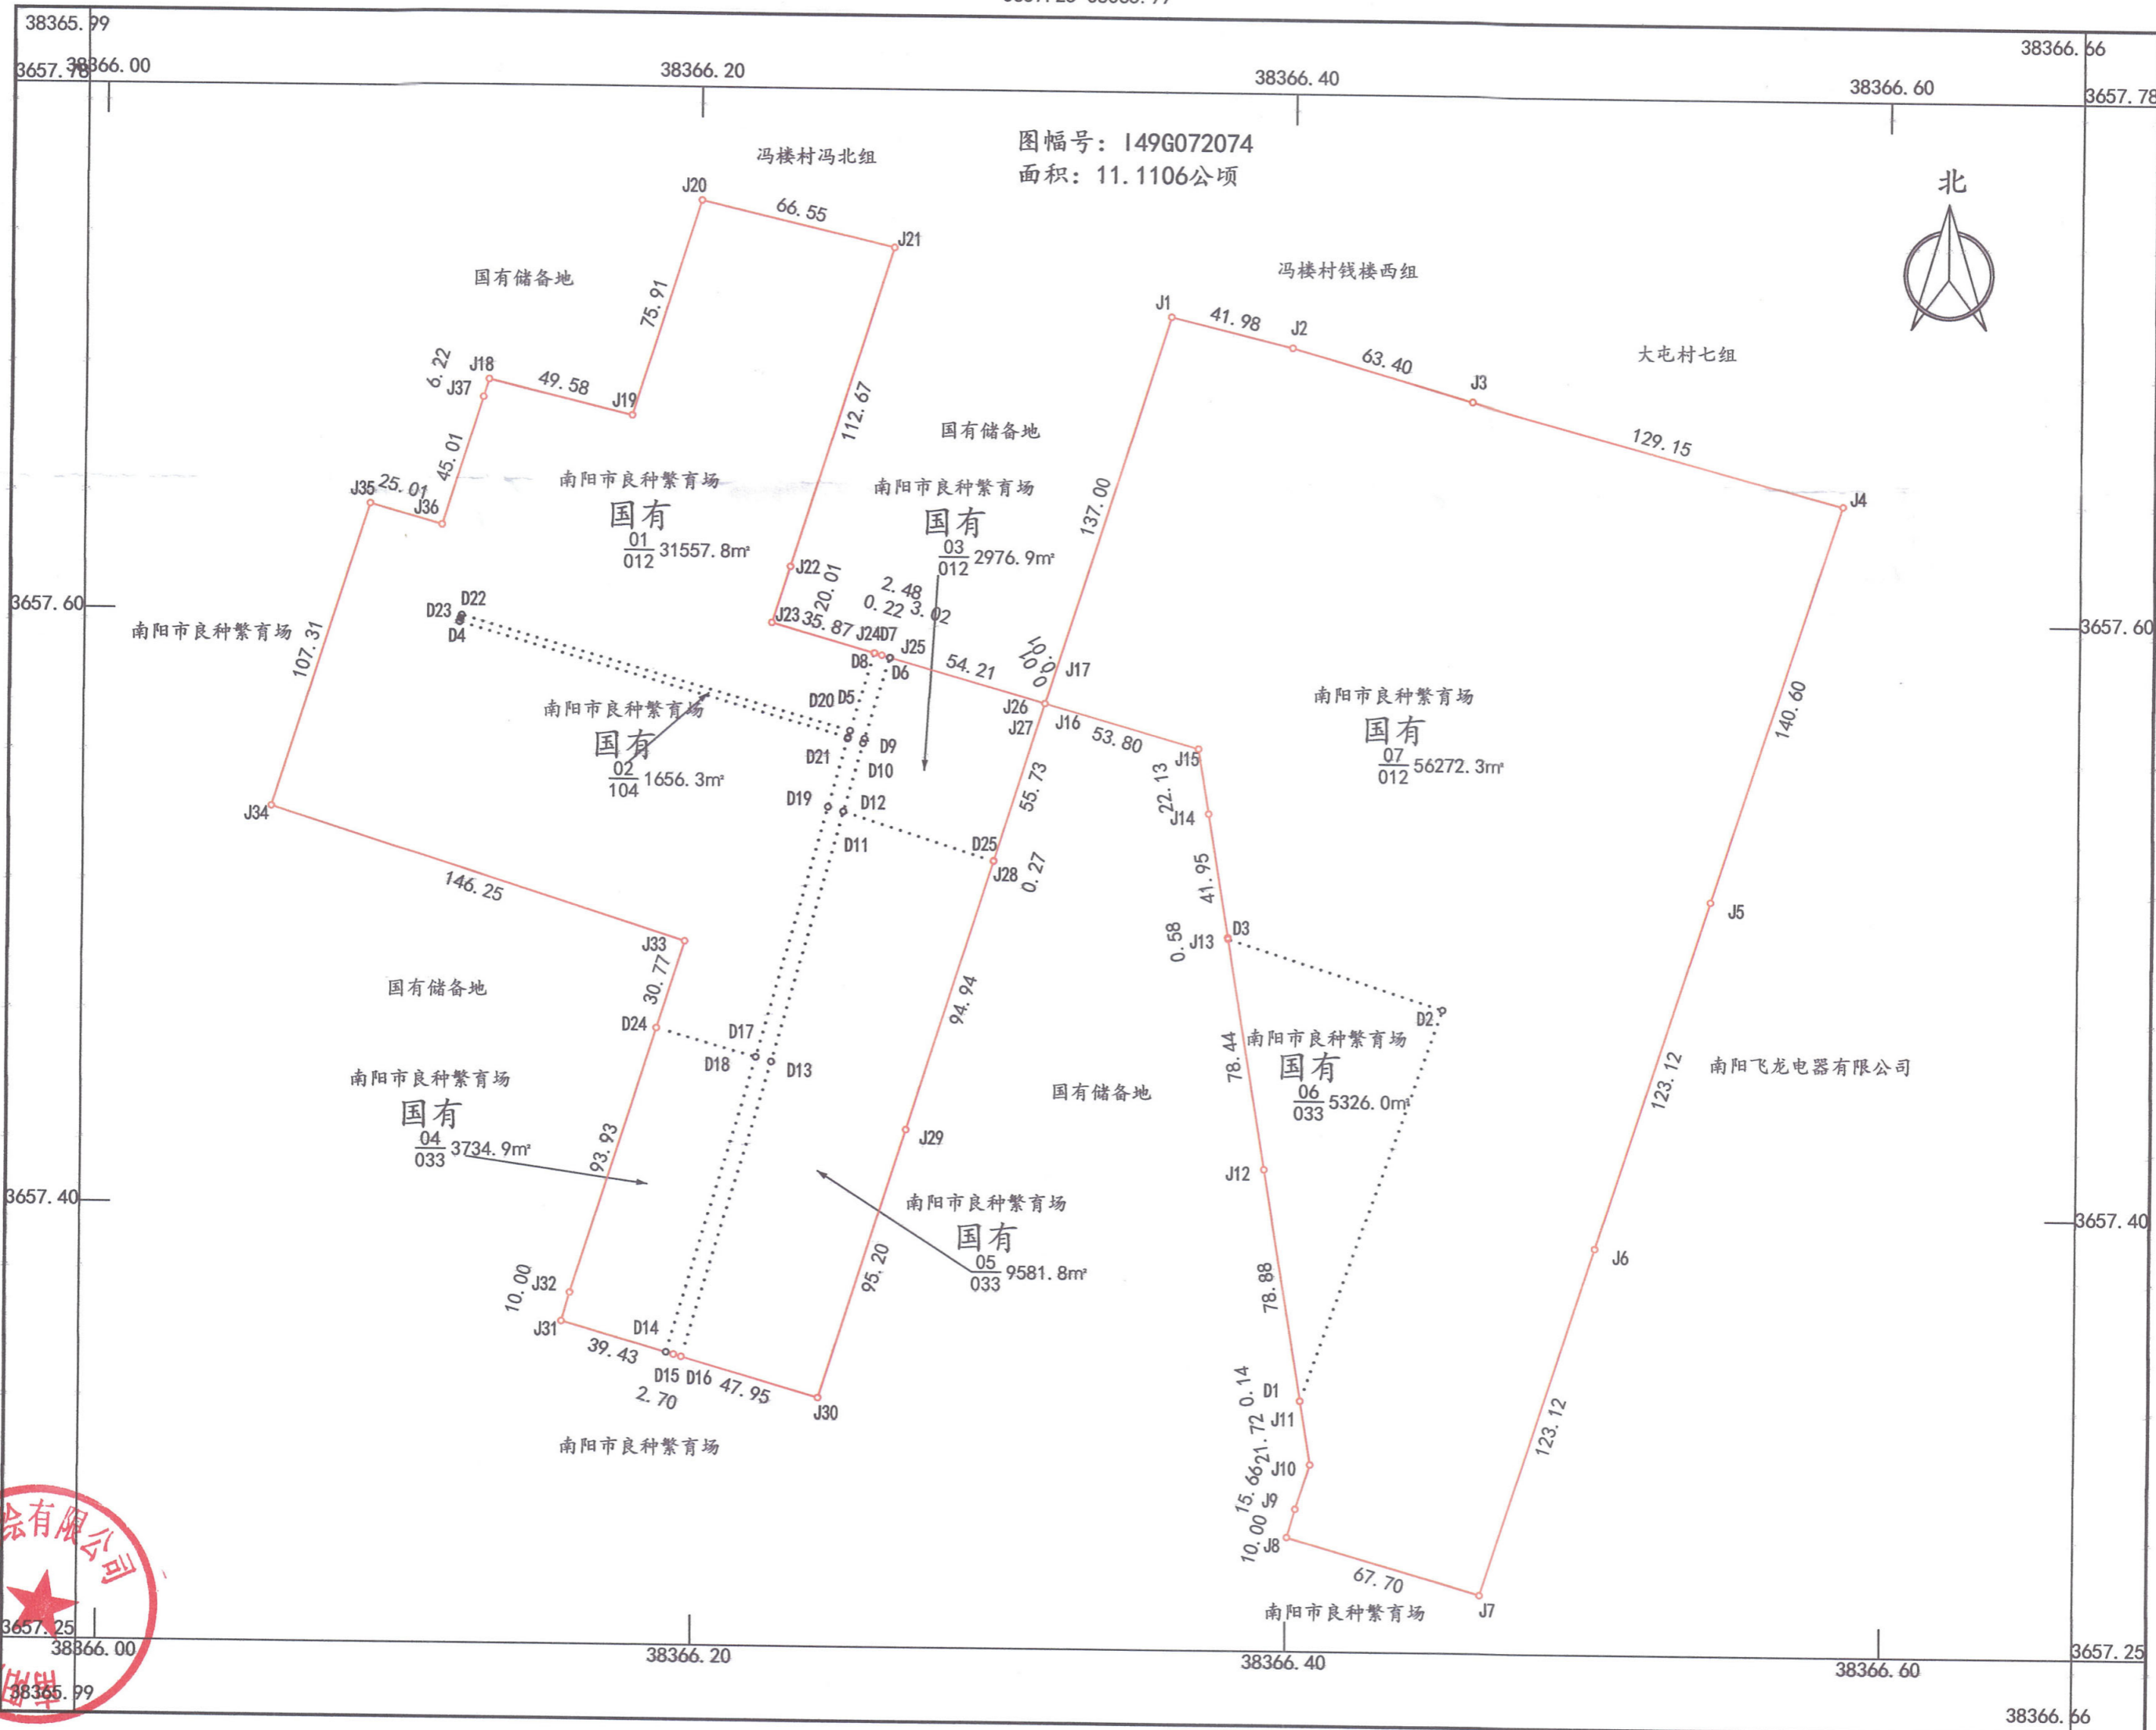 38365.99
38366.66
3657.78
38366.00
38366.20
38366.40
38366.60
3657.78
图幅号: I49G072074
面积: 11.1106公顷
北
冯楼村冯北组
J20
66.55
J21
国有储备地
75.91
冯楼村钱楼西组
J1
41.98
J2
63.40
J3
大屯村七组
129.15
J4
6.22
J18
J37
49.58
J19
112.67
45.01
国有储备地
137.00
J35
25.01
J36
南阳市良种繁育场
国有
01
012
31557.8㎡
南阳市良种繁育场
国有
03
012
2976.9㎡
J22
20.01
2.48
0.22
3.02
3657.60
3657.60
D22
D23
D4
南阳市良种繁育场
107.31
J23
35.87
J24
D7
J25
D8
D6
54.21
J17
J26
J16
J27
D20
D5
53.80
J15
南阳市良种繁育场
国有
07
012
56272.3㎡
140.60
南阳市良种繁育场
国有
02
104
1656.3㎡
D21
D9
D10
22.13
55.73
J34
D19
D12
J14
D11
D25
J28
0.27
41.95
146.25
J5
J33
0.58
J13
D3
30.77
国有储备地
94.94
D24
D17
D18
D13
D2
78.44
南阳市良种繁育场
国有
06
033
5326.0㎡
123.12
南阳飞龙电器有限公司
南阳市良种繁育场
国有
04
033
3734.9㎡
国有储备地
93.93
J29
J12
3657.40
3657.40
南阳市良种繁育场
国有
05
033
9581.8㎡
J6
95.20
78.88
10.00
J32
J31
D14
39.43
D15
D16
2.70
47.95
J30
0.14
D1
J11
21.72
南阳市良种繁育场
123.12
J10
15.66
J9
10.00
J8
67.70
J7
南阳市良种繁育场
绘有限公司
南阳
3657.25
38366.00
38366.20
38366.40
38366.60
3657.25
38365.99
38366.66